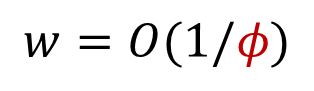 w = O(1/ϕ)